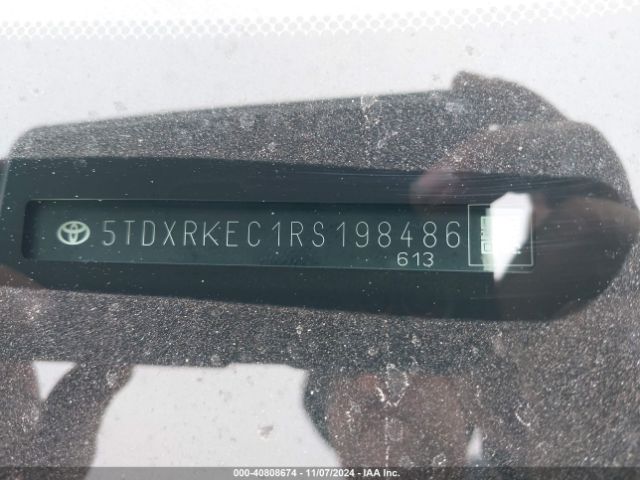 5TDXRKEC1RS198486
613
000-40808674 — 11/07/2024 — IAA Inc.